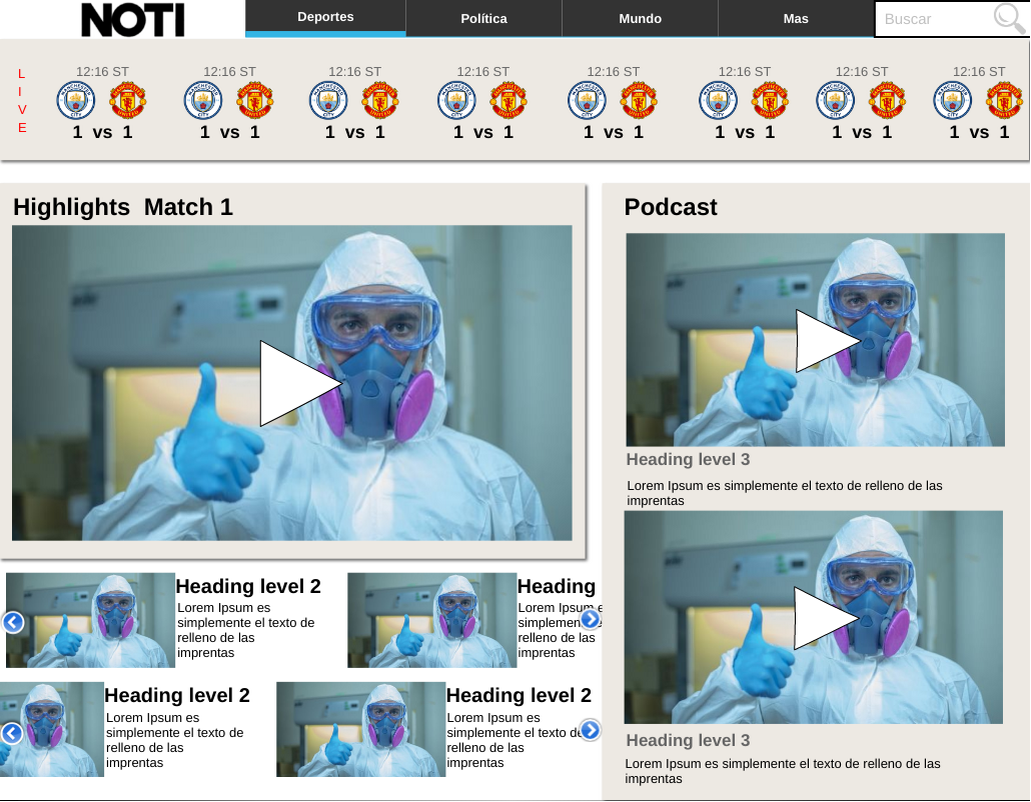 NOTI
Deportes
Política
Mundo
Mas
Buscar
L
I
V
E
12:16 ST
1 vs 1
12:16 ST
1 vs 1
12:16 ST
1 vs 1
12:16 ST
1 vs 1
12:16 ST
1 vs 1
12:16 ST
1 vs 1
12:16 ST
1 vs 1
12:16 ST
1 vs 1
Highlights Match 1
Heading level 2
Lorem Ipsum es
simplemente el texto de
relleno de las
imprentas
Heading
Lorem Ipsum e
simplemen
relleno de las
imprentas
Heading level 2
Lorem Ipsum es
simplemente el texto de
relleno de las
imprentas
Heading level 2
Lorem Ipsum es
simplemente el texto de
relleno de las
imprentas
Podcast
Heading level 3
Lorem Ipsum es simplemente el texto de relleno de las
imprentas
Heading level 3
Lorem Ipsum es simplemente el texto de relleno de las
imprentas